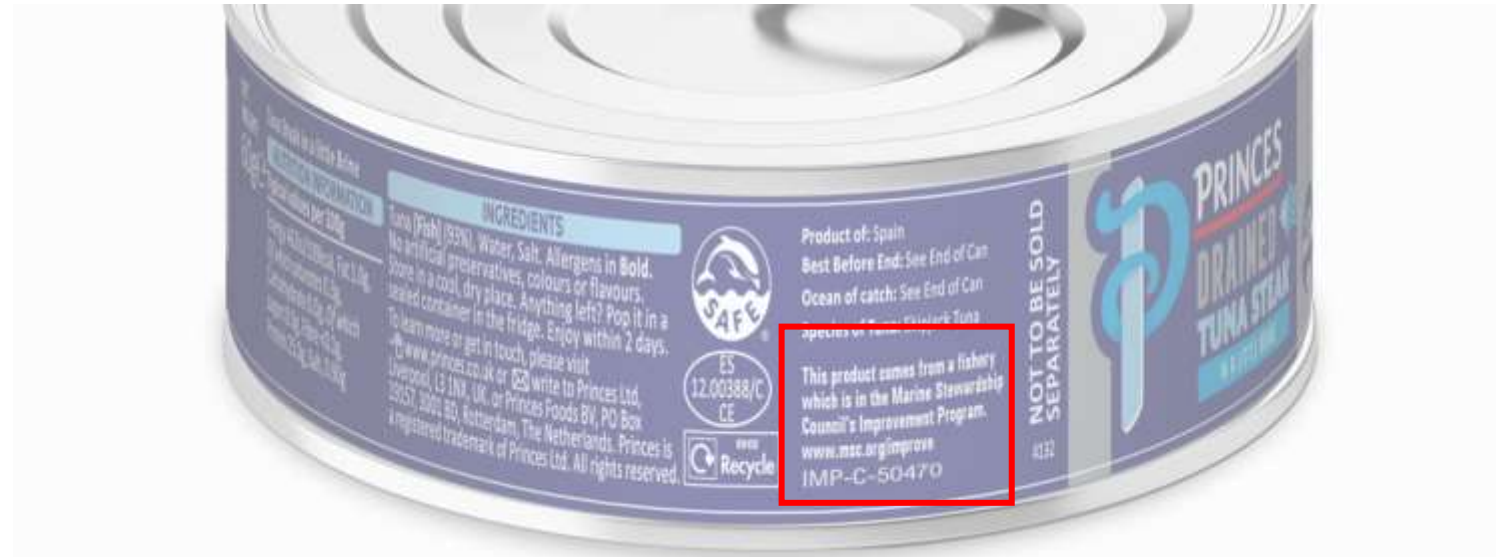 NUTRITION INFORMATION
Typical values per 100g
INGREDIENTS
Tuna (Fish) (93%), Water, Salt. Allergens in Bold.
No artificial preservatives, colours or flavours.
Store in a cool, dry place. Anything left? Pop it in a
sealed container in the fridge. Enjoy within 2 days.
To learn more or get in touch, please visit
www.princes.co.uk or write to Princes Ltd,
Liverpool, L3 1NX, UK. or Princes Foods BV, PO Box
19157, 3001 BD, Rotterdam, The Netherlands. Princes is
a registered trademark of Princes Ltd. All rights reserved.
SAFE
ES
12.00388/C
CE
Recycle
Product of: Spain
Best Before End: See End of Can
Ocean of catch: See End of Can
Species of Tuna: Skipjack Tuna
This product comes from a fishery
which is in the Marine Stewardship
Council's Improvement Program.
www.msc.org/improve
IMP-C-50470
NOT TO BE SOLD
SEPARATELY
PRINCES
DRAINED
TUNA STEAK